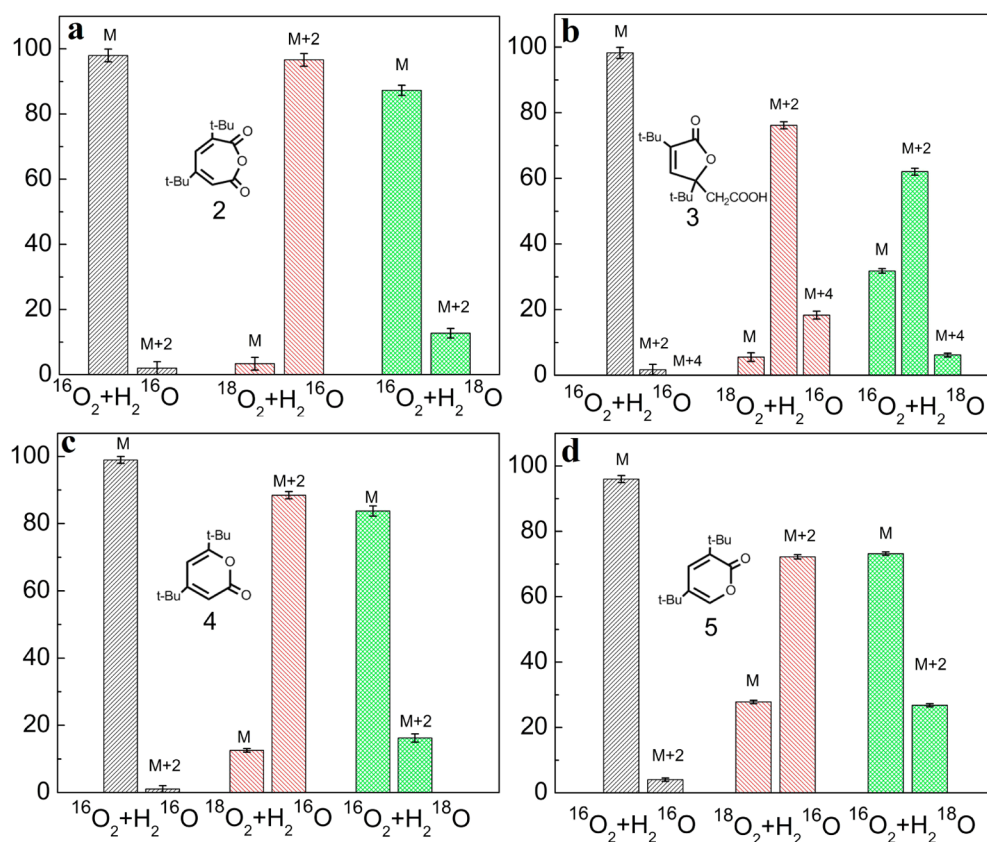 a
100
80
60
40
20
0
M
M+2
M
M+2
M
M+2
t-Bu
O
O
t-Bu
O
2
¹⁶O₂+H₂¹⁶O
¹⁸O₂+H₂¹⁶O
¹⁶O₂+H₂¹⁸O
b
100
80
60
40
20
0
M
M+2
M+4
M
M+2
M+4
M
M+2
M+4
O
t-Bu
O
t-Bu
CH₂COOH
3
¹⁶O₂+H₂¹⁶O
¹⁸O₂+H₂¹⁶O
¹⁶O₂+H₂¹⁸O
c
100
80
60
40
20
0
M
M+2
M
M+2
M
M+2
t-Bu
O
t-Bu
O
4
¹⁶O₂+H₂¹⁶O
¹⁸O₂+H₂¹⁶O
¹⁶O₂+H₂¹⁸O
d
100
80
60
40
20
0
M
M+2
M
M+2
M
M+2
t-Bu
O
t-Bu
O
5
¹⁶O₂+H₂¹⁶O
¹⁸O₂+H₂¹⁶O
¹⁶O₂+H₂¹⁸O